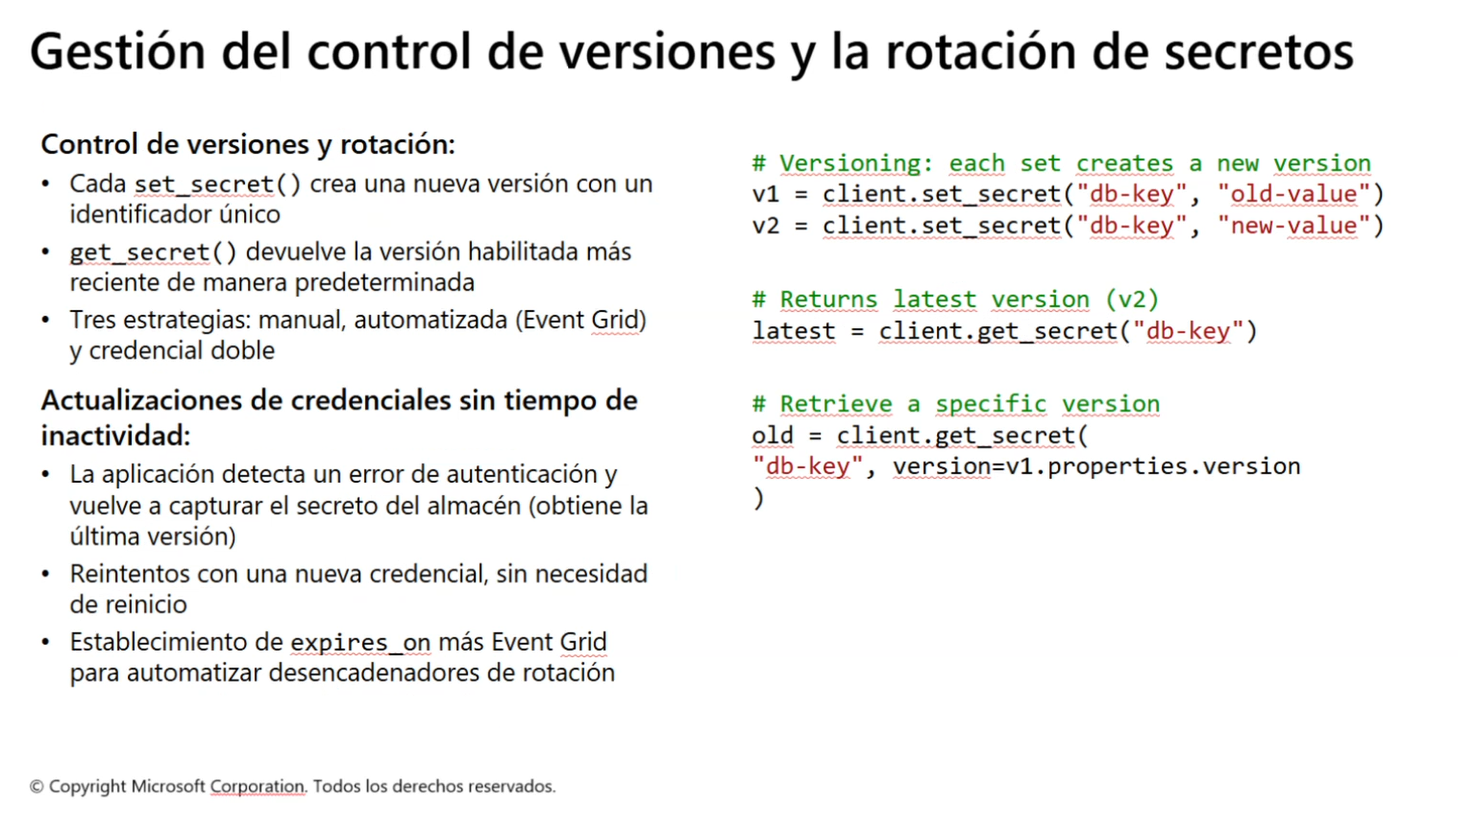 Gestión del control de versiones y la rotación de secretos
Control de versiones y rotación:
• Cada set_secret() crea una nueva versión con un
identificador único
• get_secret() devuelve la versión habilitada más
reciente de manera predeterminada
• Tres estrategias: manual, automatizada (Event Grid)
y credencial doble
Actualizaciones de credenciales sin tiempo de
inactividad:
• La aplicación detecta un error de autenticación y
vuelve a capturar el secreto del almacén (obtiene la
última versión)
• Reintentos con una nueva credencial, sin necesidad
de reinicio
• Establecimiento de expires_on más Event Grid
para automatizar desencadenadores de rotación
# Versioning: each set creates a new version
v1 = client.set_secret("db-key", "old-value")
v2 = client.set_secret("db-key", "new-value")
# Returns latest version (v2)
latest = client.get_secret("db-key")
# Retrieve a specific version
old = client.get_secret(
"db-key", version=v1.properties.version
)
© Copyright Microsoft Corporation. Todos los derechos reservados.